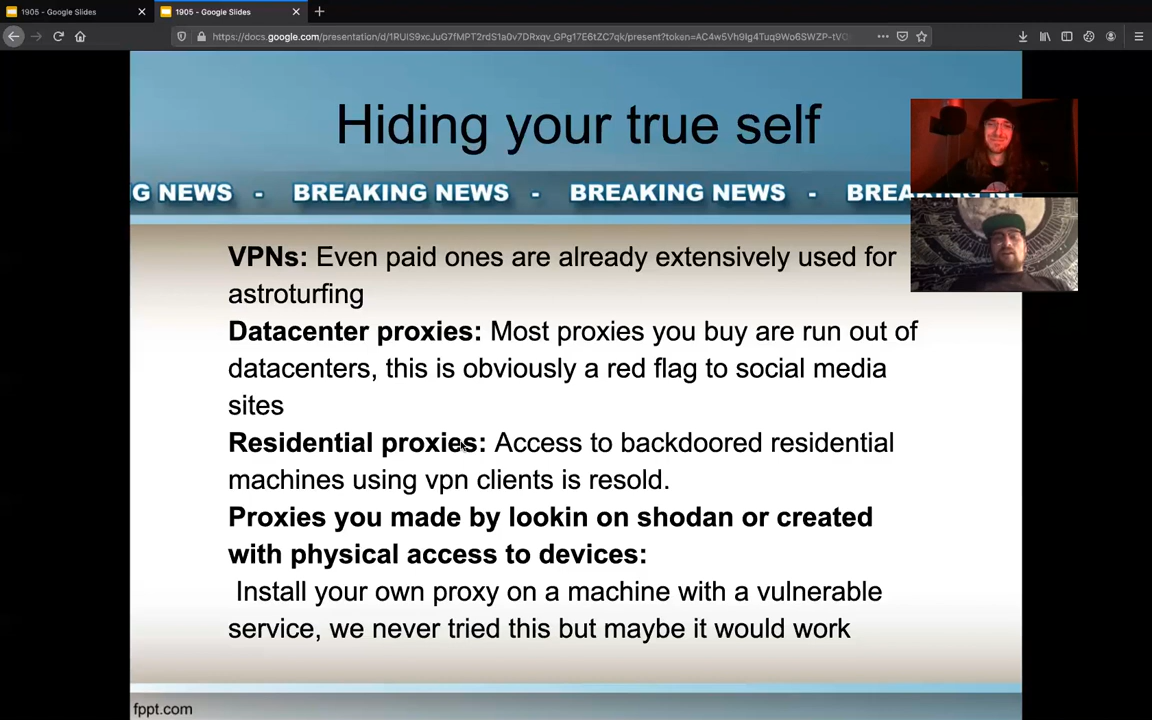 1905 - Google Slides
1905 - Google Slides
Hiding your true self
G NEWS - BREAKING NEWS - BREAKING NEWS - BREAKING NE
VPNs: Even paid ones are already extensively used for
astroturfing
Datacenter proxies: Most proxies you buy are run out of
datacenters, this is obviously a red flag to social media
sites
Residential proxies: Access to backdoored residential
machines using vpn clients is resold.
Proxies you made by lookin on shodan or created
with physical access to devices:
Install your own proxy on a machine with a vulnerable
service, we never tried this but maybe it would work
fppt.com